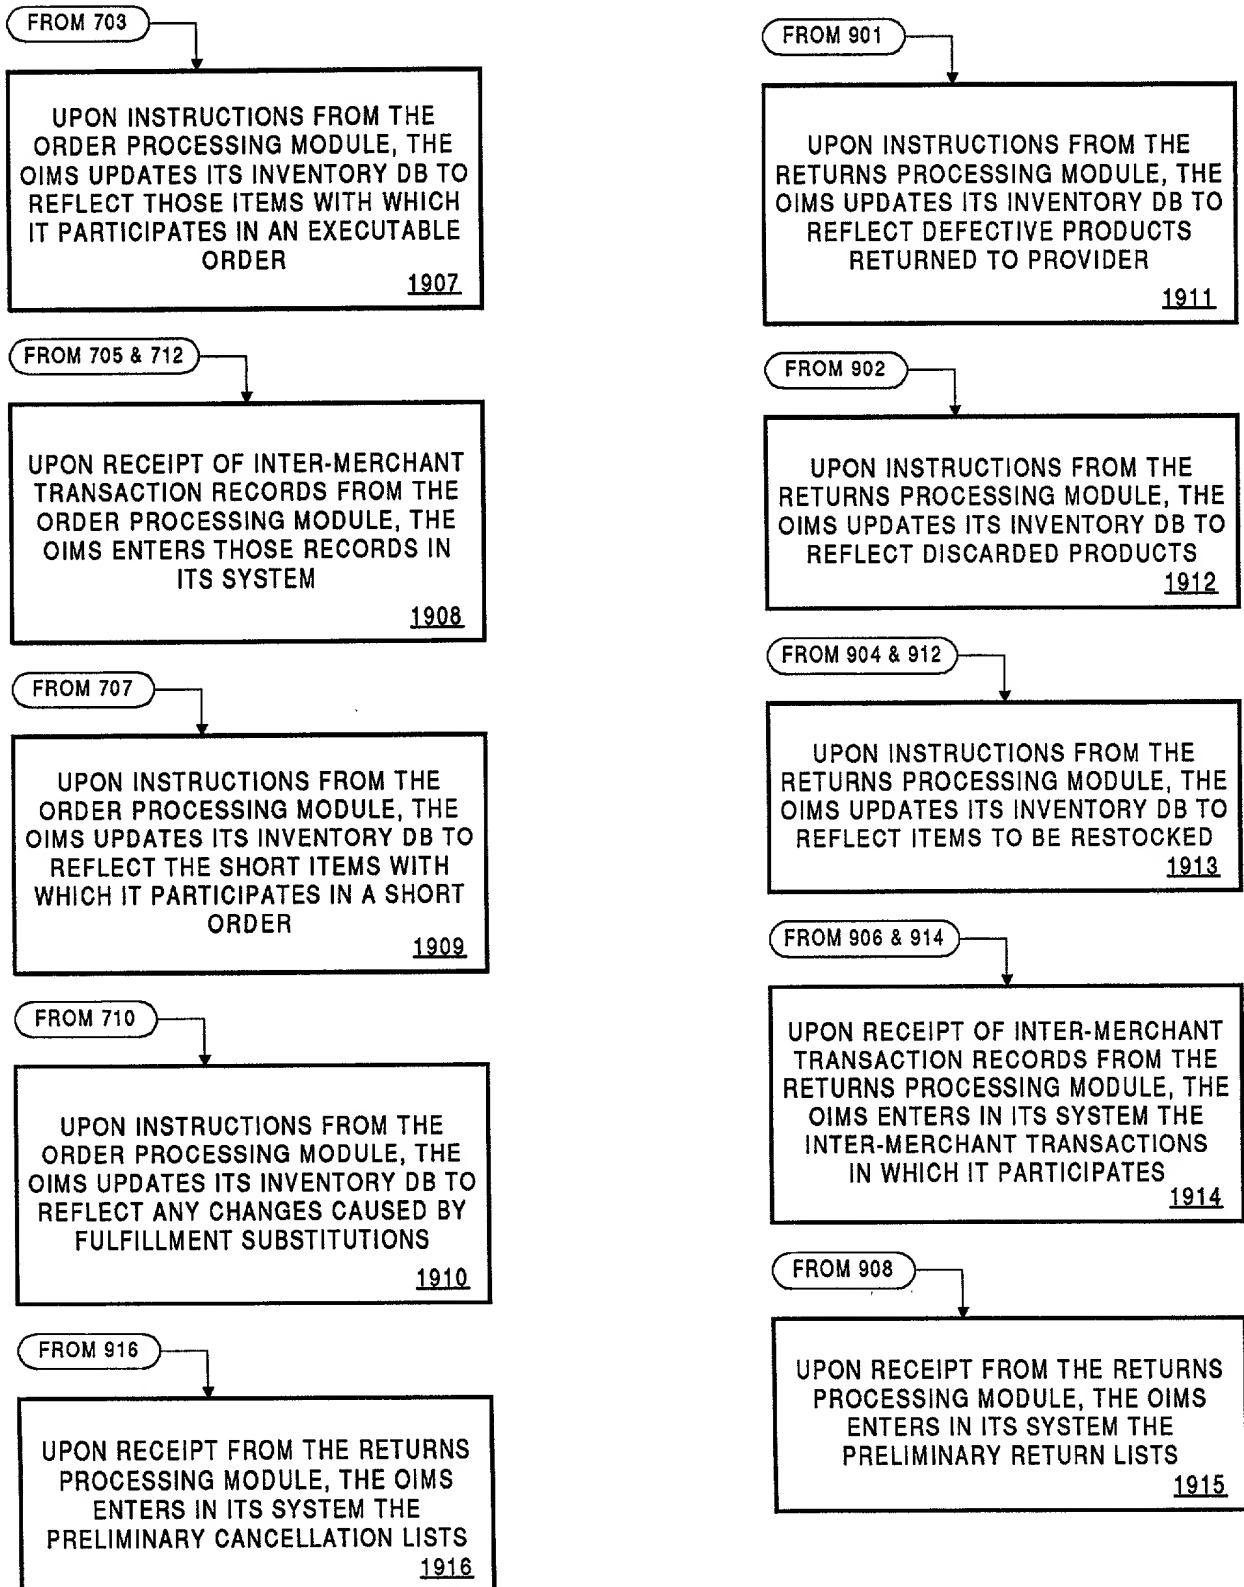 FROM 703
UPON INSTRUCTIONS FROM THE
ORDER PROCESSING MODULE, THE
OIMS UPDATES ITS INVENTORY DB TO
REFLECT THOSE ITEMS WITH WHICH
IT PARTICIPATES IN AN EXECUTABLE
ORDER
1907
FROM 705 & 712
UPON RECEIPT OF INTER-MERCHANT
TRANSACTION RECORDS FROM THE
ORDER PROCESSING MODULE, THE
OIMS ENTERS THOSE RECORDS IN
ITS SYSTEM
1908
FROM 707
UPON INSTRUCTIONS FROM THE
ORDER PROCESSING MODULE, THE
OIMS UPDATES ITS INVENTORY DB TO
REFLECT THE SHORT ITEMS WITH
WHICH IT PARTICIPATES IN A SHORT
ORDER
1909
FROM 710
UPON INSTRUCTIONS FROM THE
ORDER PROCESSING MODULE, THE
OIMS UPDATES ITS INVENTORY DB TO
REFLECT ANY CHANGES CAUSED BY
FULFILLMENT SUBSTITUTIONS
1910
FROM 916
UPON RECEIPT FROM THE RETURNS
PROCESSING MODULE, THE OIMS
ENTERS IN ITS SYSTEM THE
PRELIMINARY CANCELLATION LISTS
1916
FROM 901
UPON INSTRUCTIONS FROM THE
RETURNS PROCESSING MODULE, THE
OIMS UPDATES ITS INVENTORY DB TO
REFLECT DEFECTIVE PRODUCTS
RETURNED TO PROVIDER
1911
FROM 902
UPON INSTRUCTIONS FROM THE
RETURNS PROCESSING MODULE, THE
OIMS UPDATES ITS INVENTORY DB TO
REFLECT DISCARDED PRODUCTS
1912
FROM 904 & 912
UPON INSTRUCTIONS FROM THE
RETURNS PROCESSING MODULE, THE
OIMS UPDATES ITS INVENTORY DB TO
REFLECT ITEMS TO BE RESTOCKED
1913
FROM 906 & 914
UPON RECEIPT OF INTER-MERCHANT
TRANSACTION RECORDS FROM THE
RETURNS PROCESSING MODULE, THE
OIMS ENTERS IN ITS SYSTEM THE
INTER-MERCHANT TRANSACTIONS
IN WHICH IT PARTICIPATES
1914
FROM 908
UPON RECEIPT FROM THE RETURNS
PROCESSING MODULE, THE OIMS
ENTERS IN ITS SYSTEM THE
PRELIMINARY RETURN LISTS
1915